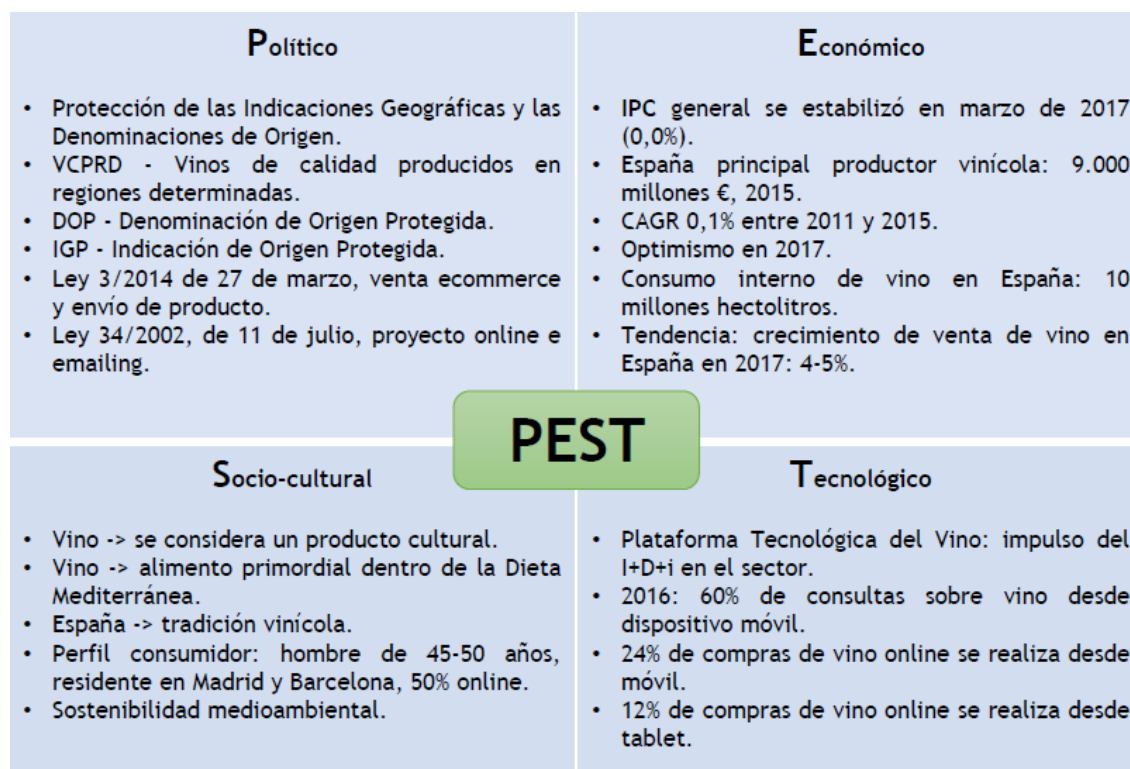 Político
• Protección de las Indicaciones Geográficas y las
Denominaciones de Origen.
• VCPRD - Vinos de calidad producidos en
regiones determinadas.
• DOP - Denominación de Origen Protegida.
• IGP - Indicación de Origen Protegida.
• Ley 3/2014 de 27 de marzo, venta ecommerce
y envío de producto.
• Ley 34/2002, de 11 de julio, proyecto online e
emailing.
Económico
• IPC general se estabilizó en marzo de 2017
(0,0%).
• España principal productor vinícola: 9.000
millones €, 2015.
• CAGR 0,1% entre 2011 y 2015.
• Optimismo en 2017.
• Consumo interno de vino en España: 10
millones hectolitros.
• Tendencia: crecimiento de venta de vino en
España en 2017: 4-5%.
PEST
Socio-cultural
• Vino -> se considera un producto cultural.
• Vino -> alimento primordial dentro de la Dieta
Mediterránea.
• España -> tradición vinícola.
• Perfil consumidor: hombre de 45-50 años,
residente en Madrid y Barcelona, 50% online.
• Sostenibilidad medioambiental.
Tecnológico
• Plataforma Tecnológica del Vino: impulso del
I+D+i en el sector.
• 2016: 60% de consultas sobre vino desde
dispositivo móvil.
• 24% de compras de vino online se realiza desde
móvil.
• 12% de compras de vino online se realiza desde
tablet.